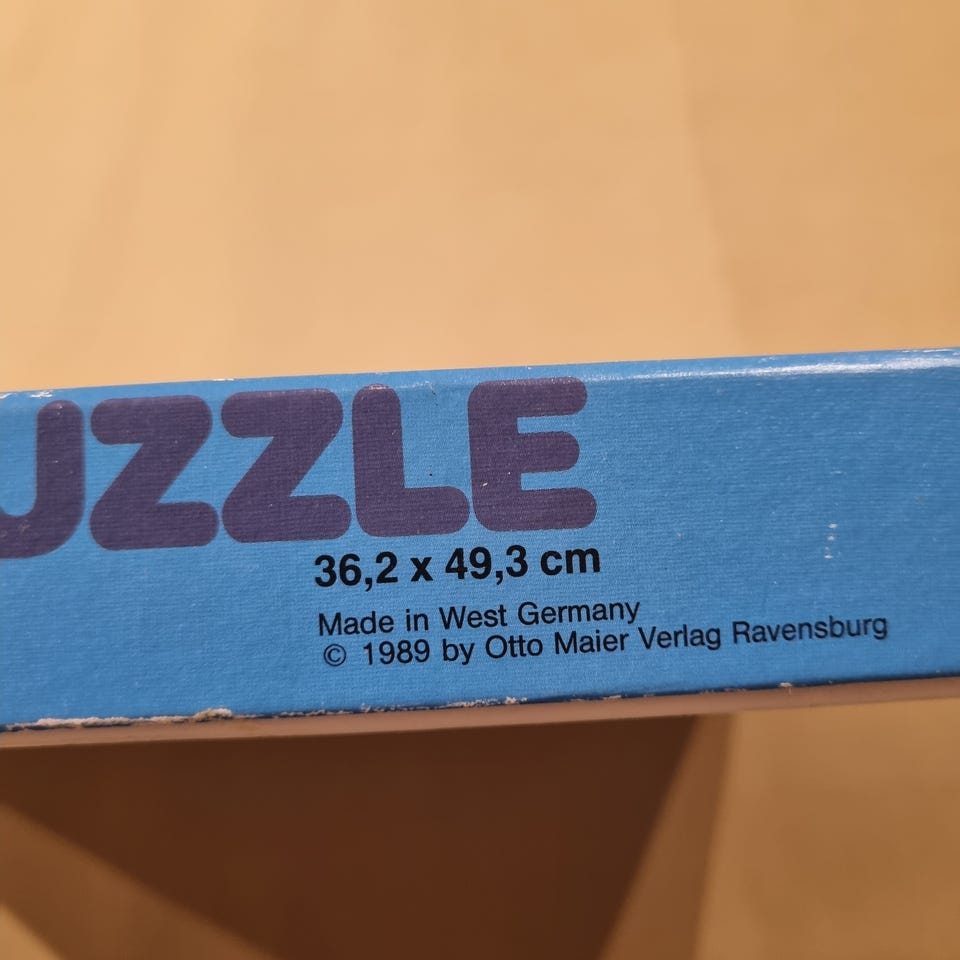 UZZLE
36,2 x 49,3 cm
Made in West Germany
© 1989 by Otto Maier Verlag Ravensburg